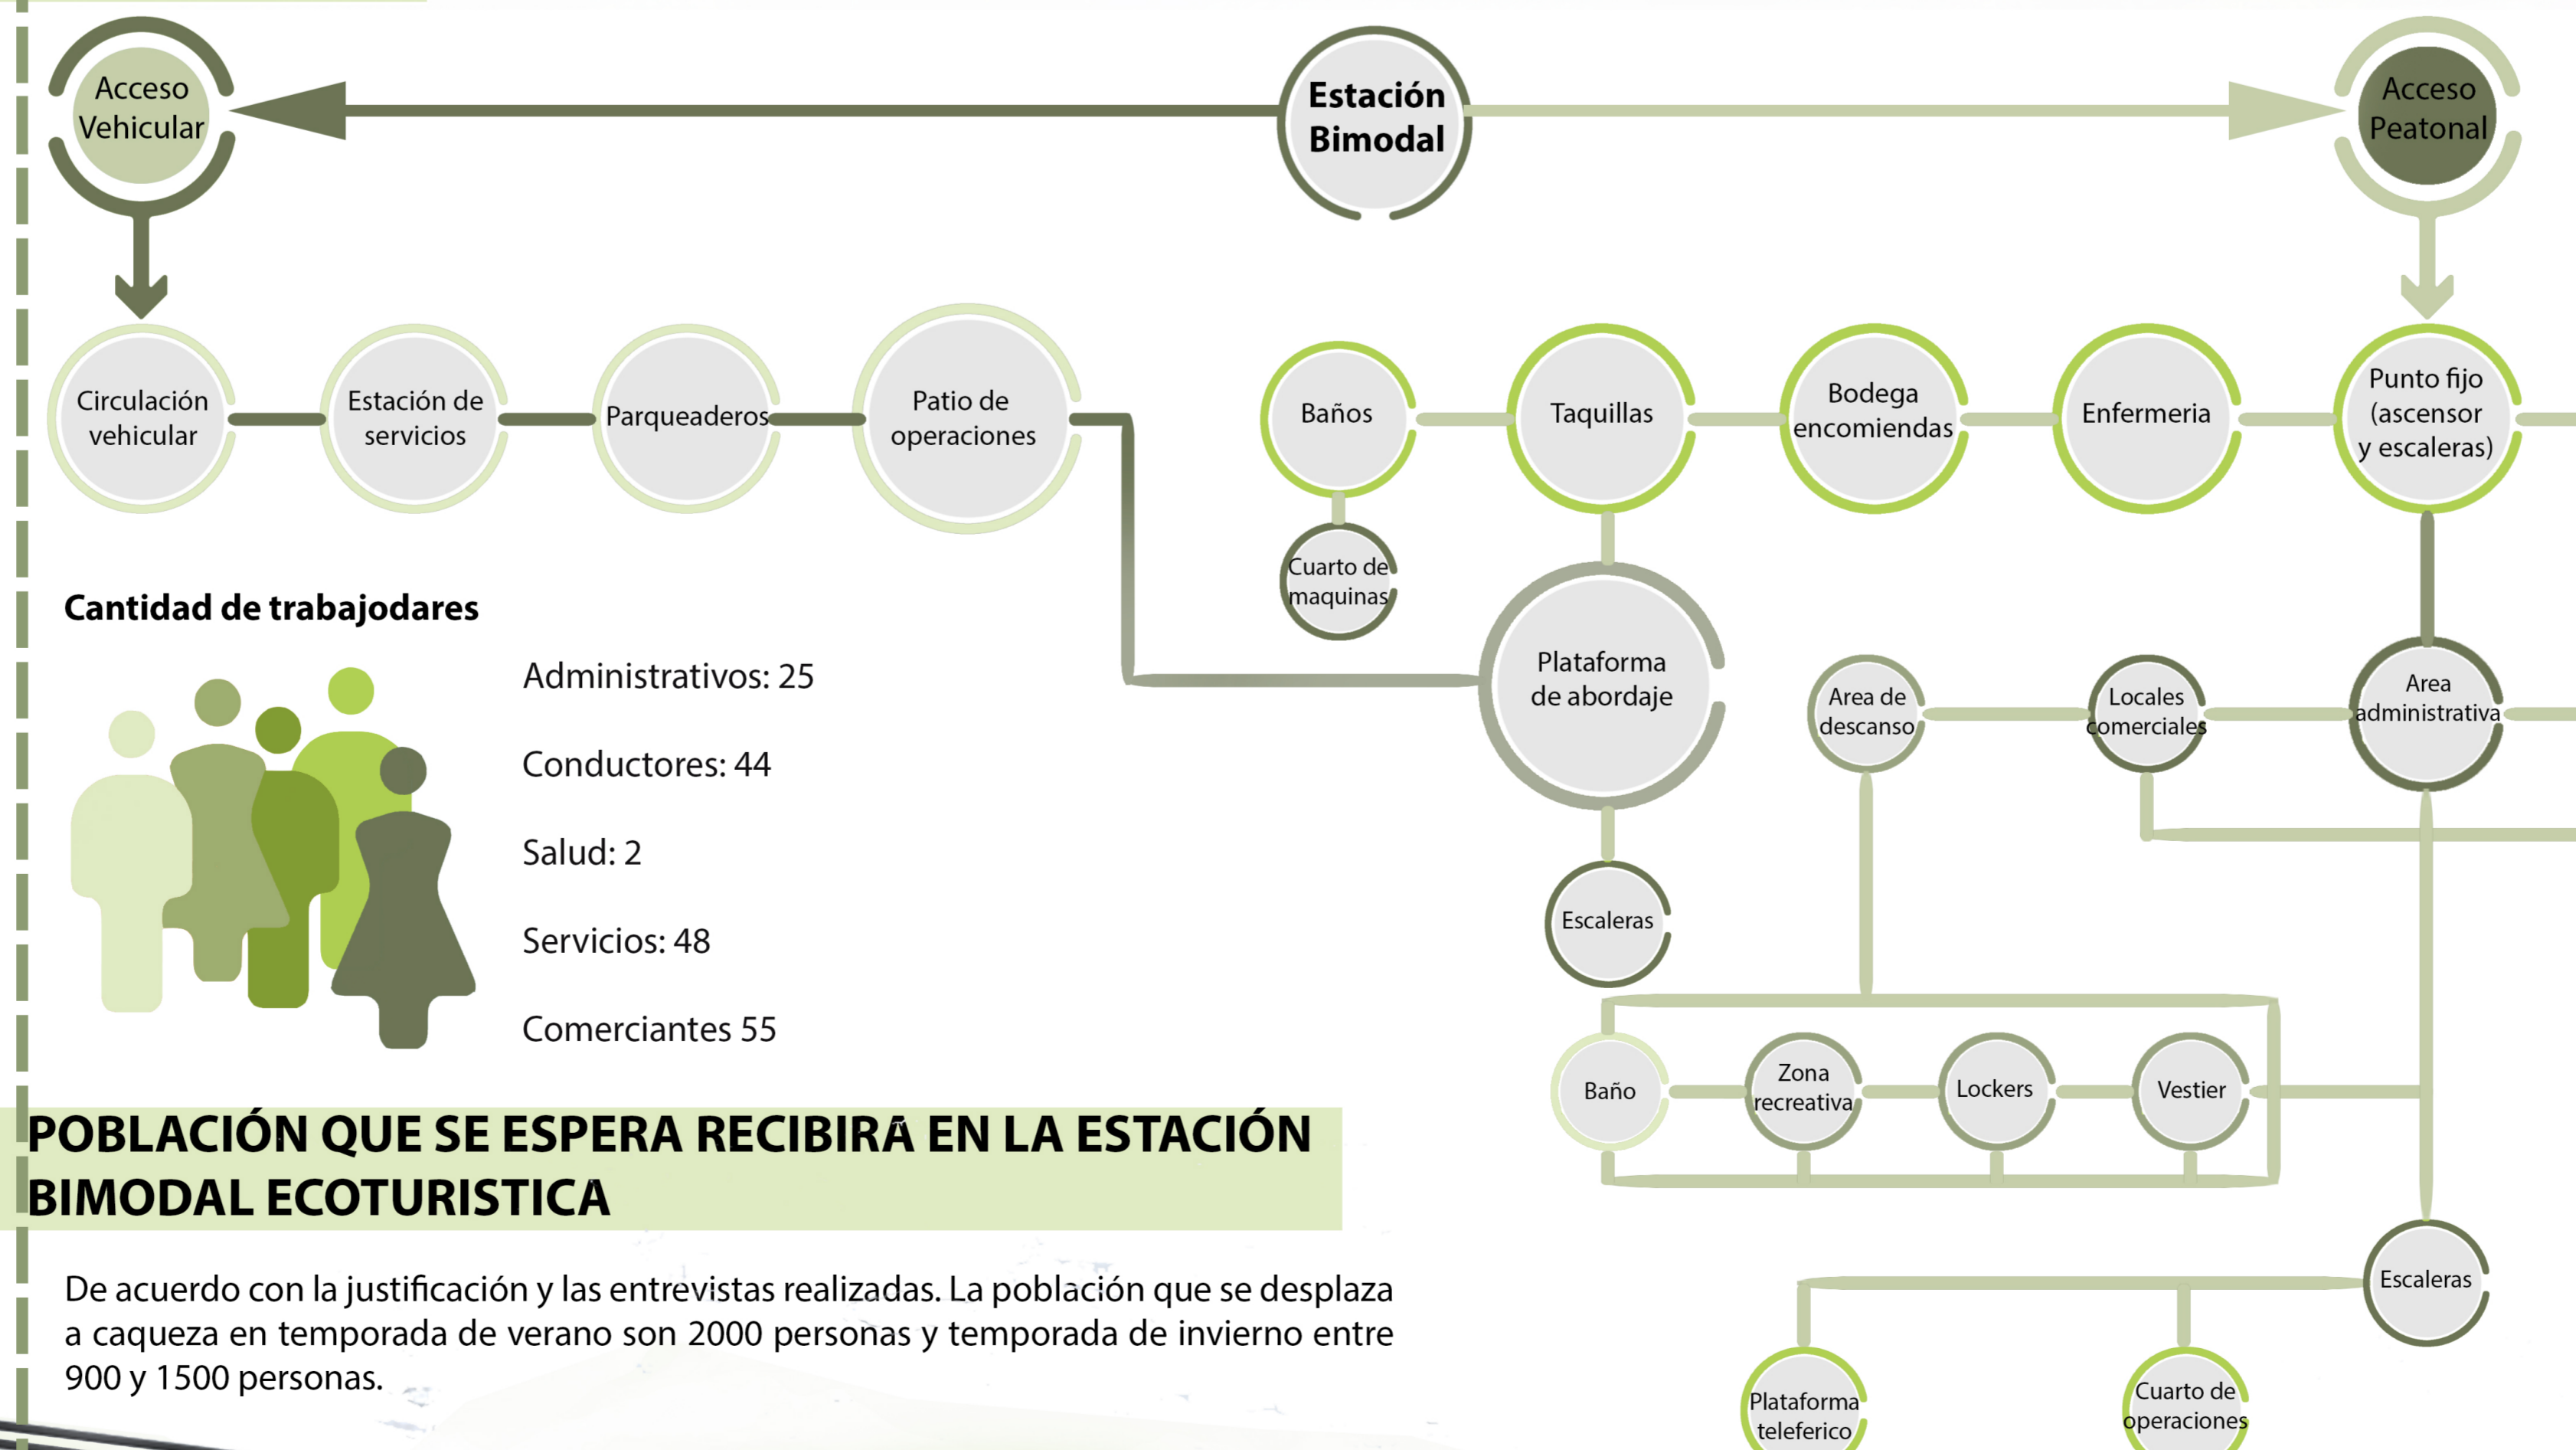 Acceso
Vehicular
Estación
Bimodal
Acceso
Peatonal
Circulación
vehicular
Estación de
servicios
Parqueaderos
Patio de
operaciones
Baños
Taquillas
Bodega
encomiendas
Enfermeria
Punto fijo
(ascensor
y escaleras)
Cuarto de
maquinas
Plataforma
de abordaje
Area de
descanso
Locales
comerciales
Area
administrativa
Escaleras
Baño
Zona
recreativa
Lockers
Vestier
Escaleras
Plataforma
teleferico
Cuarto de
operaciones
Cantidad de trabajodares
Administrativos: 25
Conductores: 44
Salud: 2
Servicios: 48
Comerciantes 55
POBLACIÓN QUE SE ESPERA RECIBIRA EN LA ESTACIÓN
BIMODAL ECOTURISTICA
De acuerdo con la justificación y las entrevistas realizadas. La población que se desplaza
a caqueza en temporada de verano son 2000 personas y temporada de invierno entre
900 y 1500 personas.